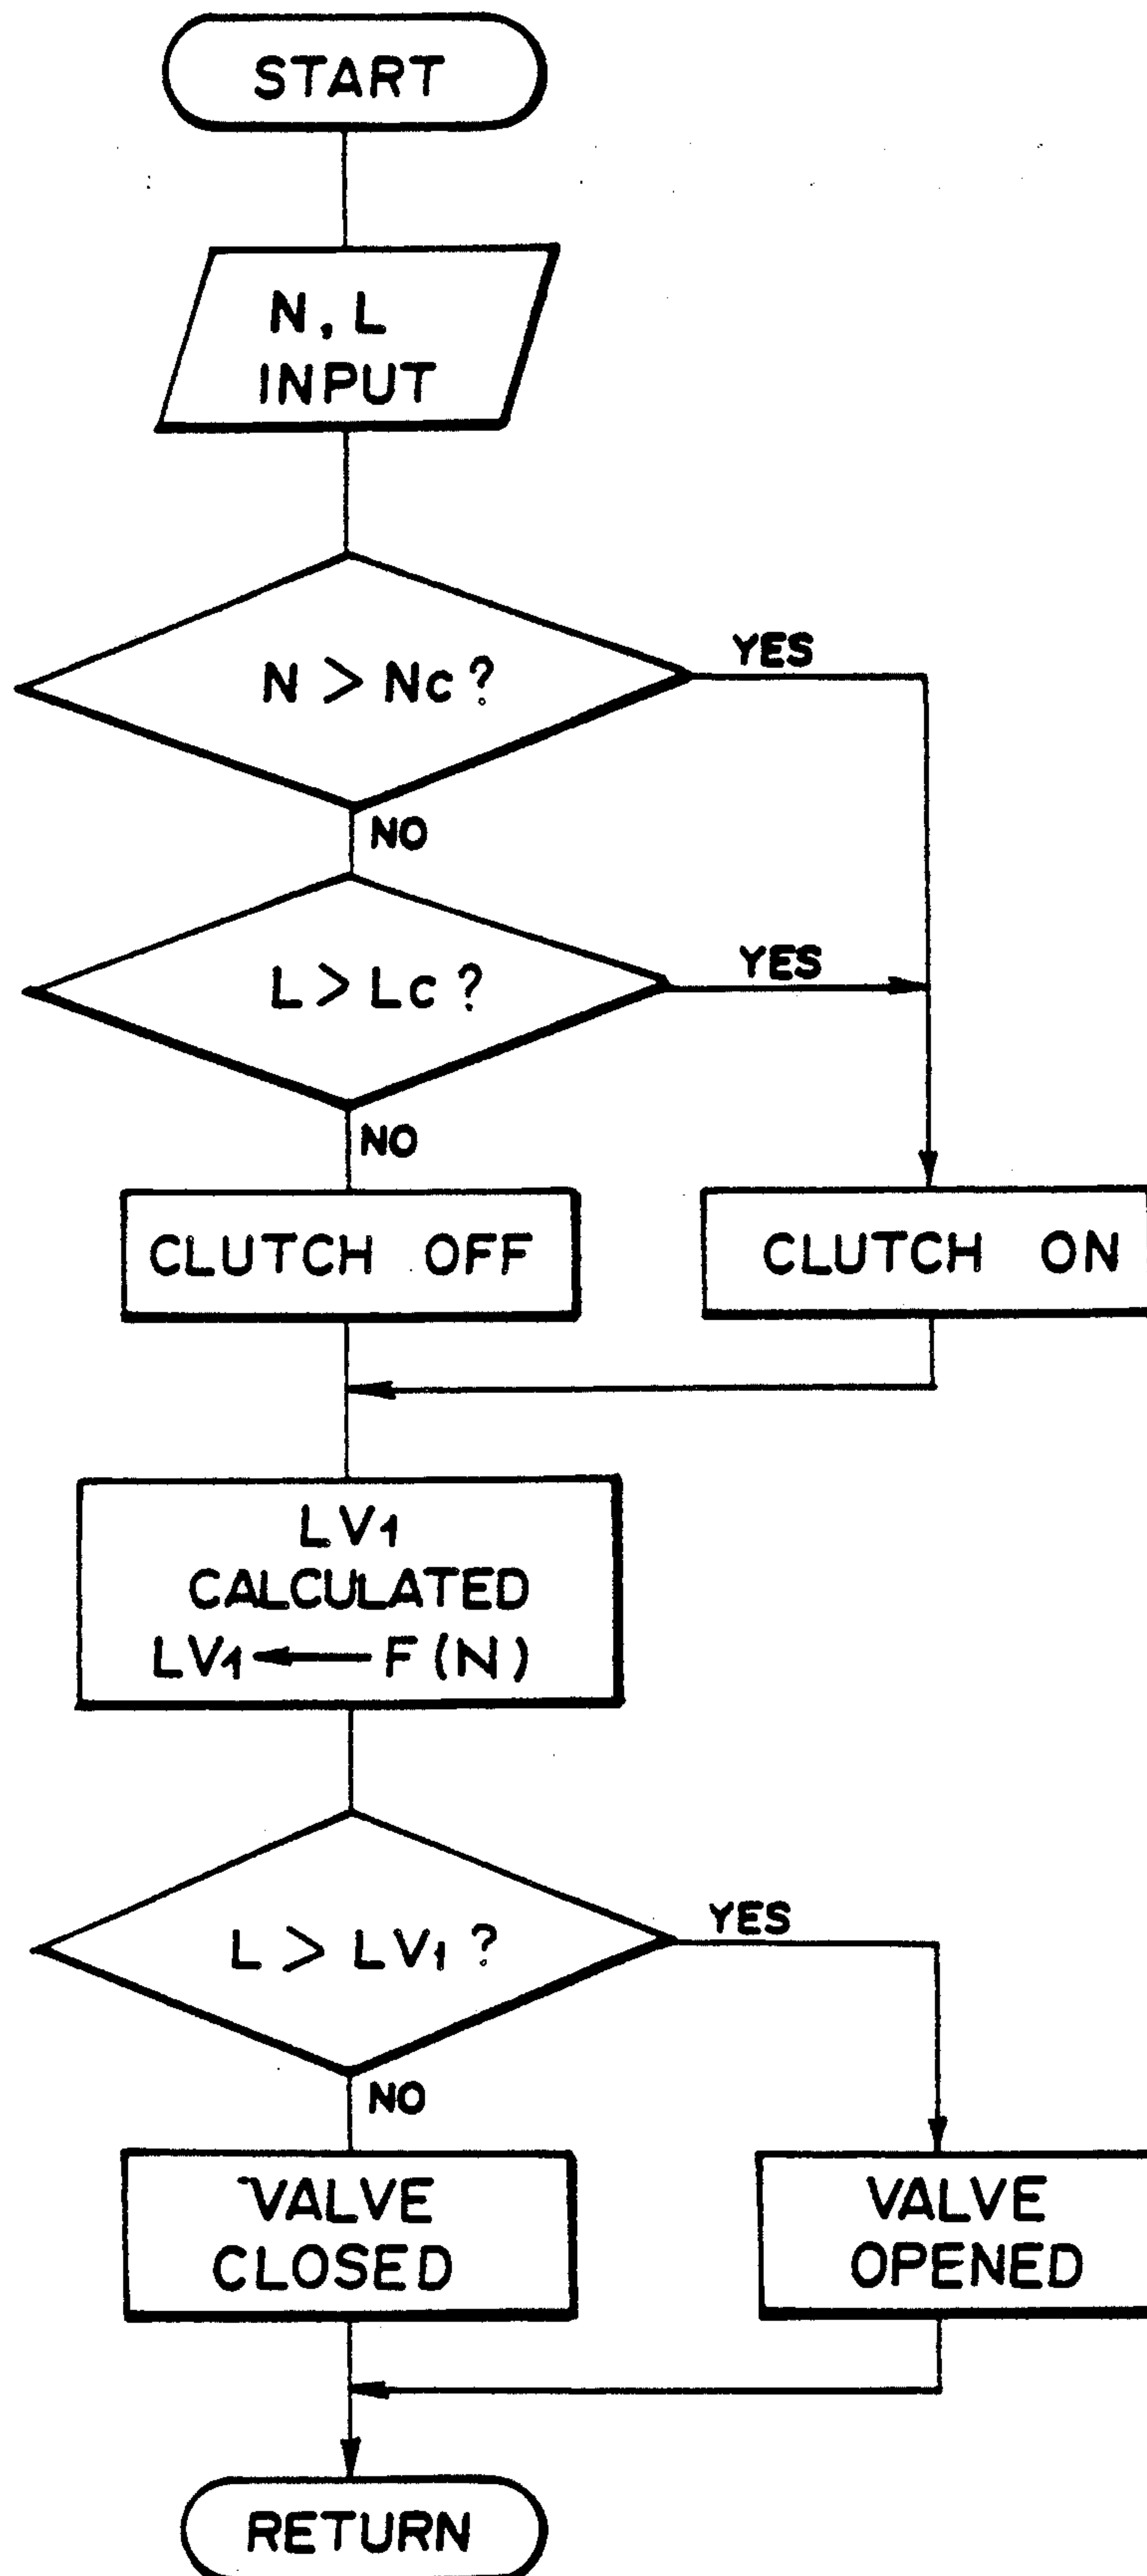 START
N, L
INPUT
N > Nc ?
YES
NO
L > Lc ?
YES
NO
CLUTCH OFF
CLUTCH ON
LV1
CALCULATED
LV1 ← F (N)
L > LV1 ?
YES
NO
VALVE
CLOSED
VALVE
OPENED
RETURN